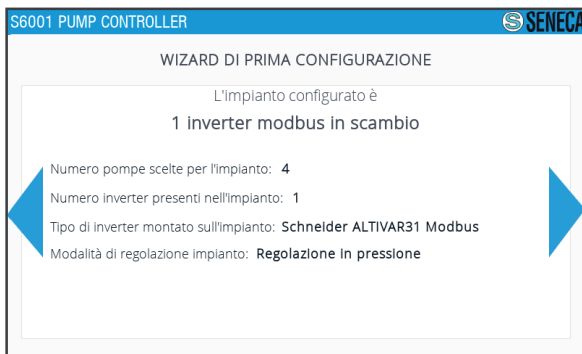 S6001 PUMP CONTROLLER
S SENECA
WIZARD DI PRIMA CONFIGURAZIONE
L'impianto configurato è
1 inverter modbus in scambio
Numero pompe scelte per l'impianto: 4
Numero inverter presenti nell'impianto: 1
Tipo di inverter montato sull'impianto: Schneider ALTIVAR31 Modbus
Modalità di regolazione impianto: Regolazione in pressione